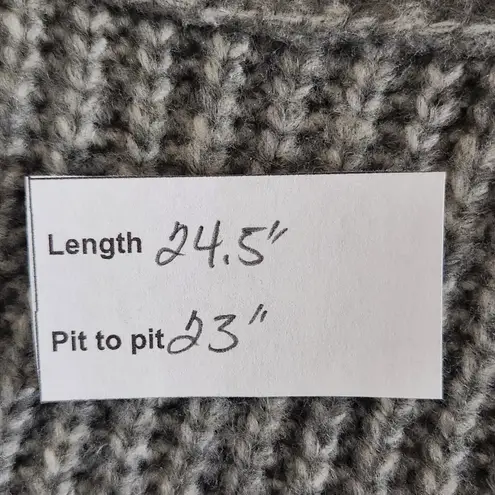 Length 24.5"
Pit to pit 23"